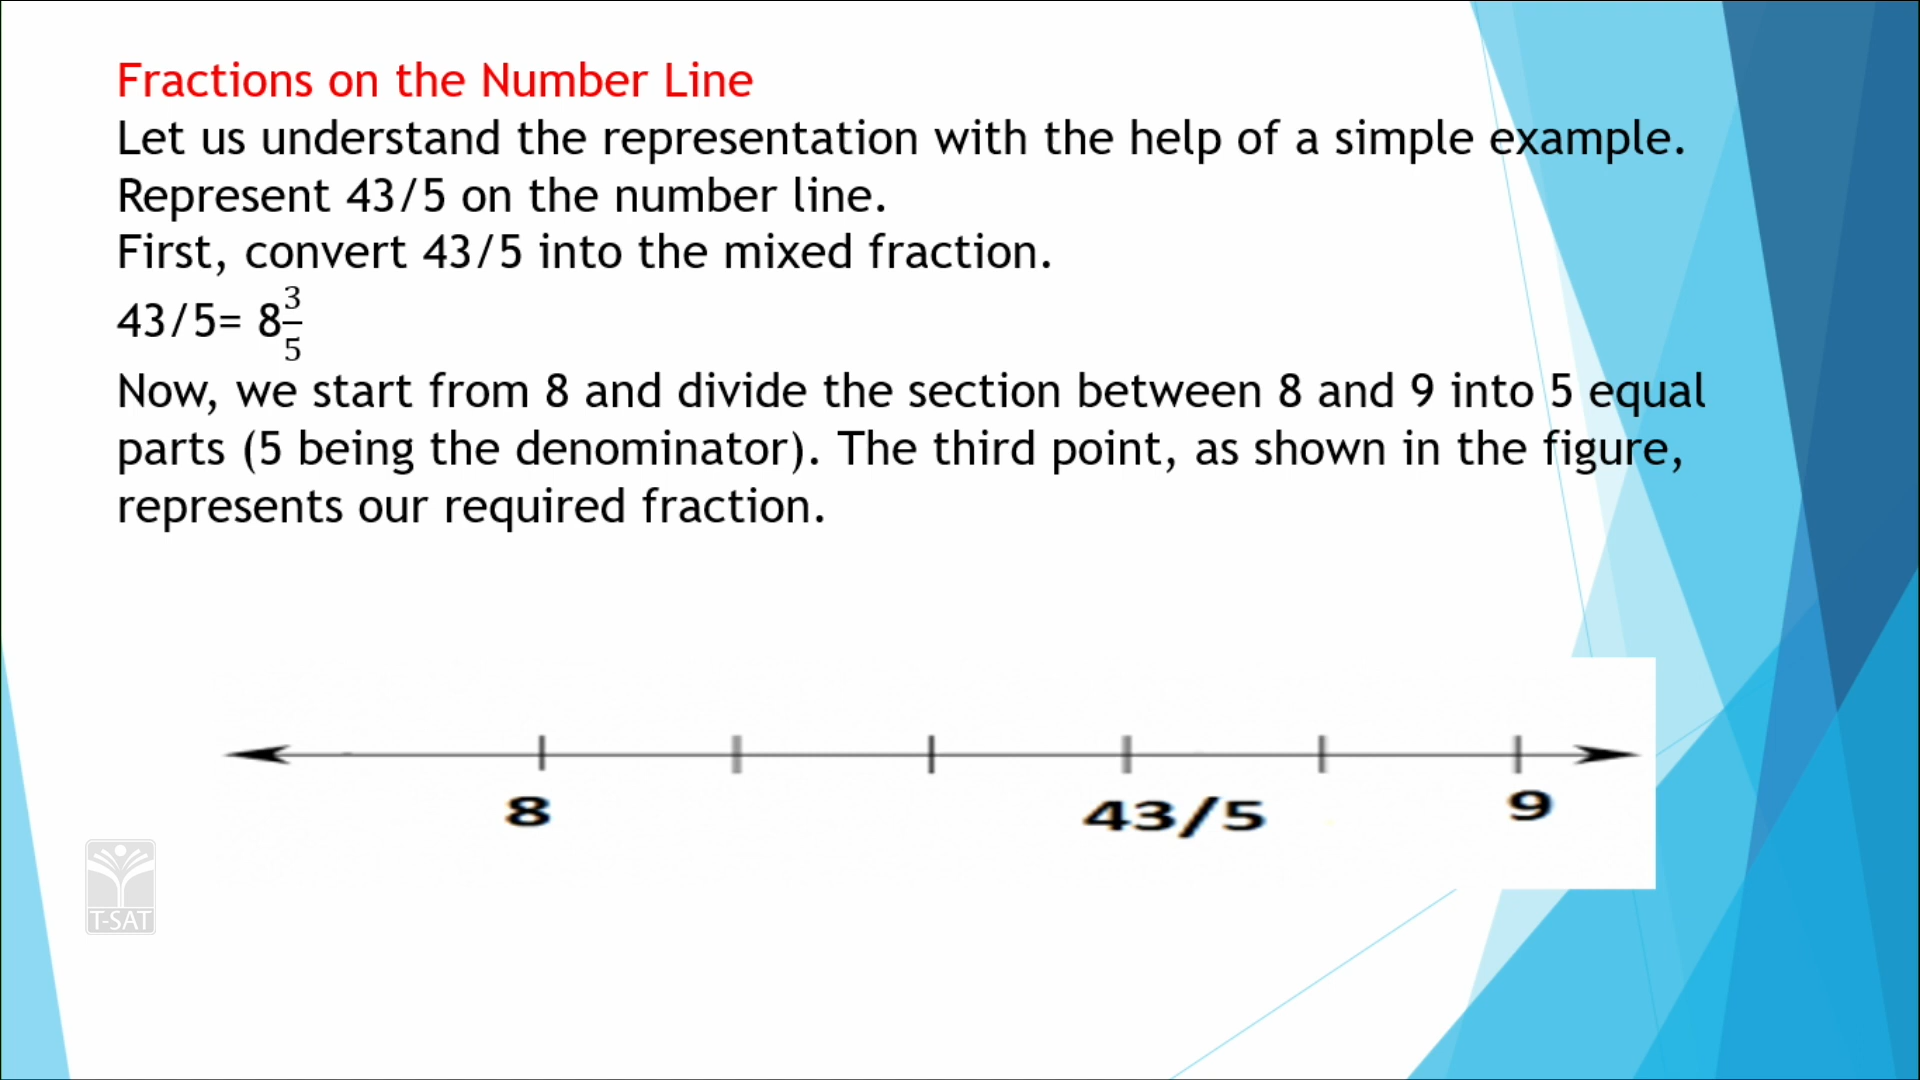 Fractions on the Number Line
Let us understand the representation with the help of a simple example.
Represent 43/5 on the number line.
First, convert 43/5 into the mixed fraction.
43/5= 8 3/5
Now, we start from 8 and divide the section between 8 and 9 into 5 equal
parts (5 being the denominator). The third point, as shown in the figure,
represents our required fraction.
8 43/5 9
T-SAT